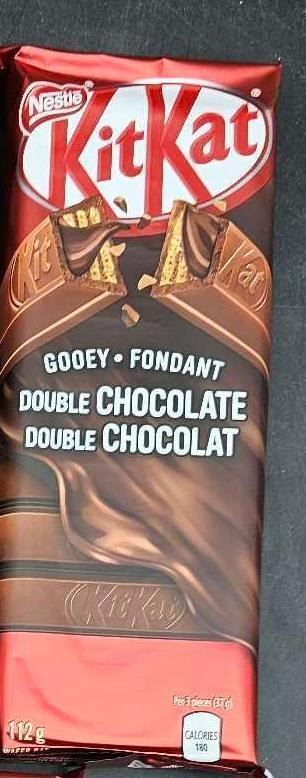 Nestlé
KitKat
Kit Kat
GOOEY • FONDANT
DOUBLE CHOCOLATE
DOUBLE CHOCOLAT
KitKat
Per 3 pieces (37 g)
112 g
CALORIES
180